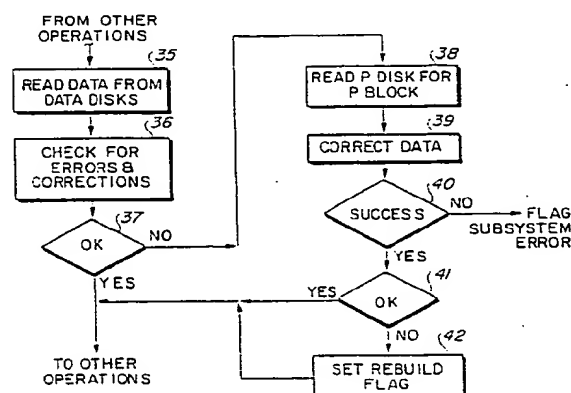 FROM OTHER
OPERATIONS
35
READ DATA FROM
DATA DISKS
36
CHECK FOR
ERRORS &
CORRECTIONS
37
OK
NO
YES
TO OTHER
OPERATIONS
38
READ P DISK FOR
P BLOCK
39
CORRECT DATA
40
SUCCESS
NO
FLAG
SUBSYSTEM
ERROR
YES
41
OK
YES
NO
42
SET REBUILD
FLAG